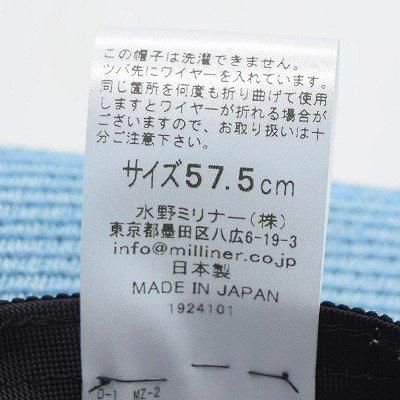 この帽子は洗濯できません。
ツバ先にワイヤーを入れています。
同じ箇所を何度も折り曲げて使用
しますとワイヤーが折れる場合が
ございますので、お取り扱いは十
分ご注意下さい。
サイズ57.5cm
水野ミリナー(株)
東京都墨田区八広6-19-3
info@milliner.co.jp
日本製
MADE IN JAPAN
1924101
D-1 MZ-2